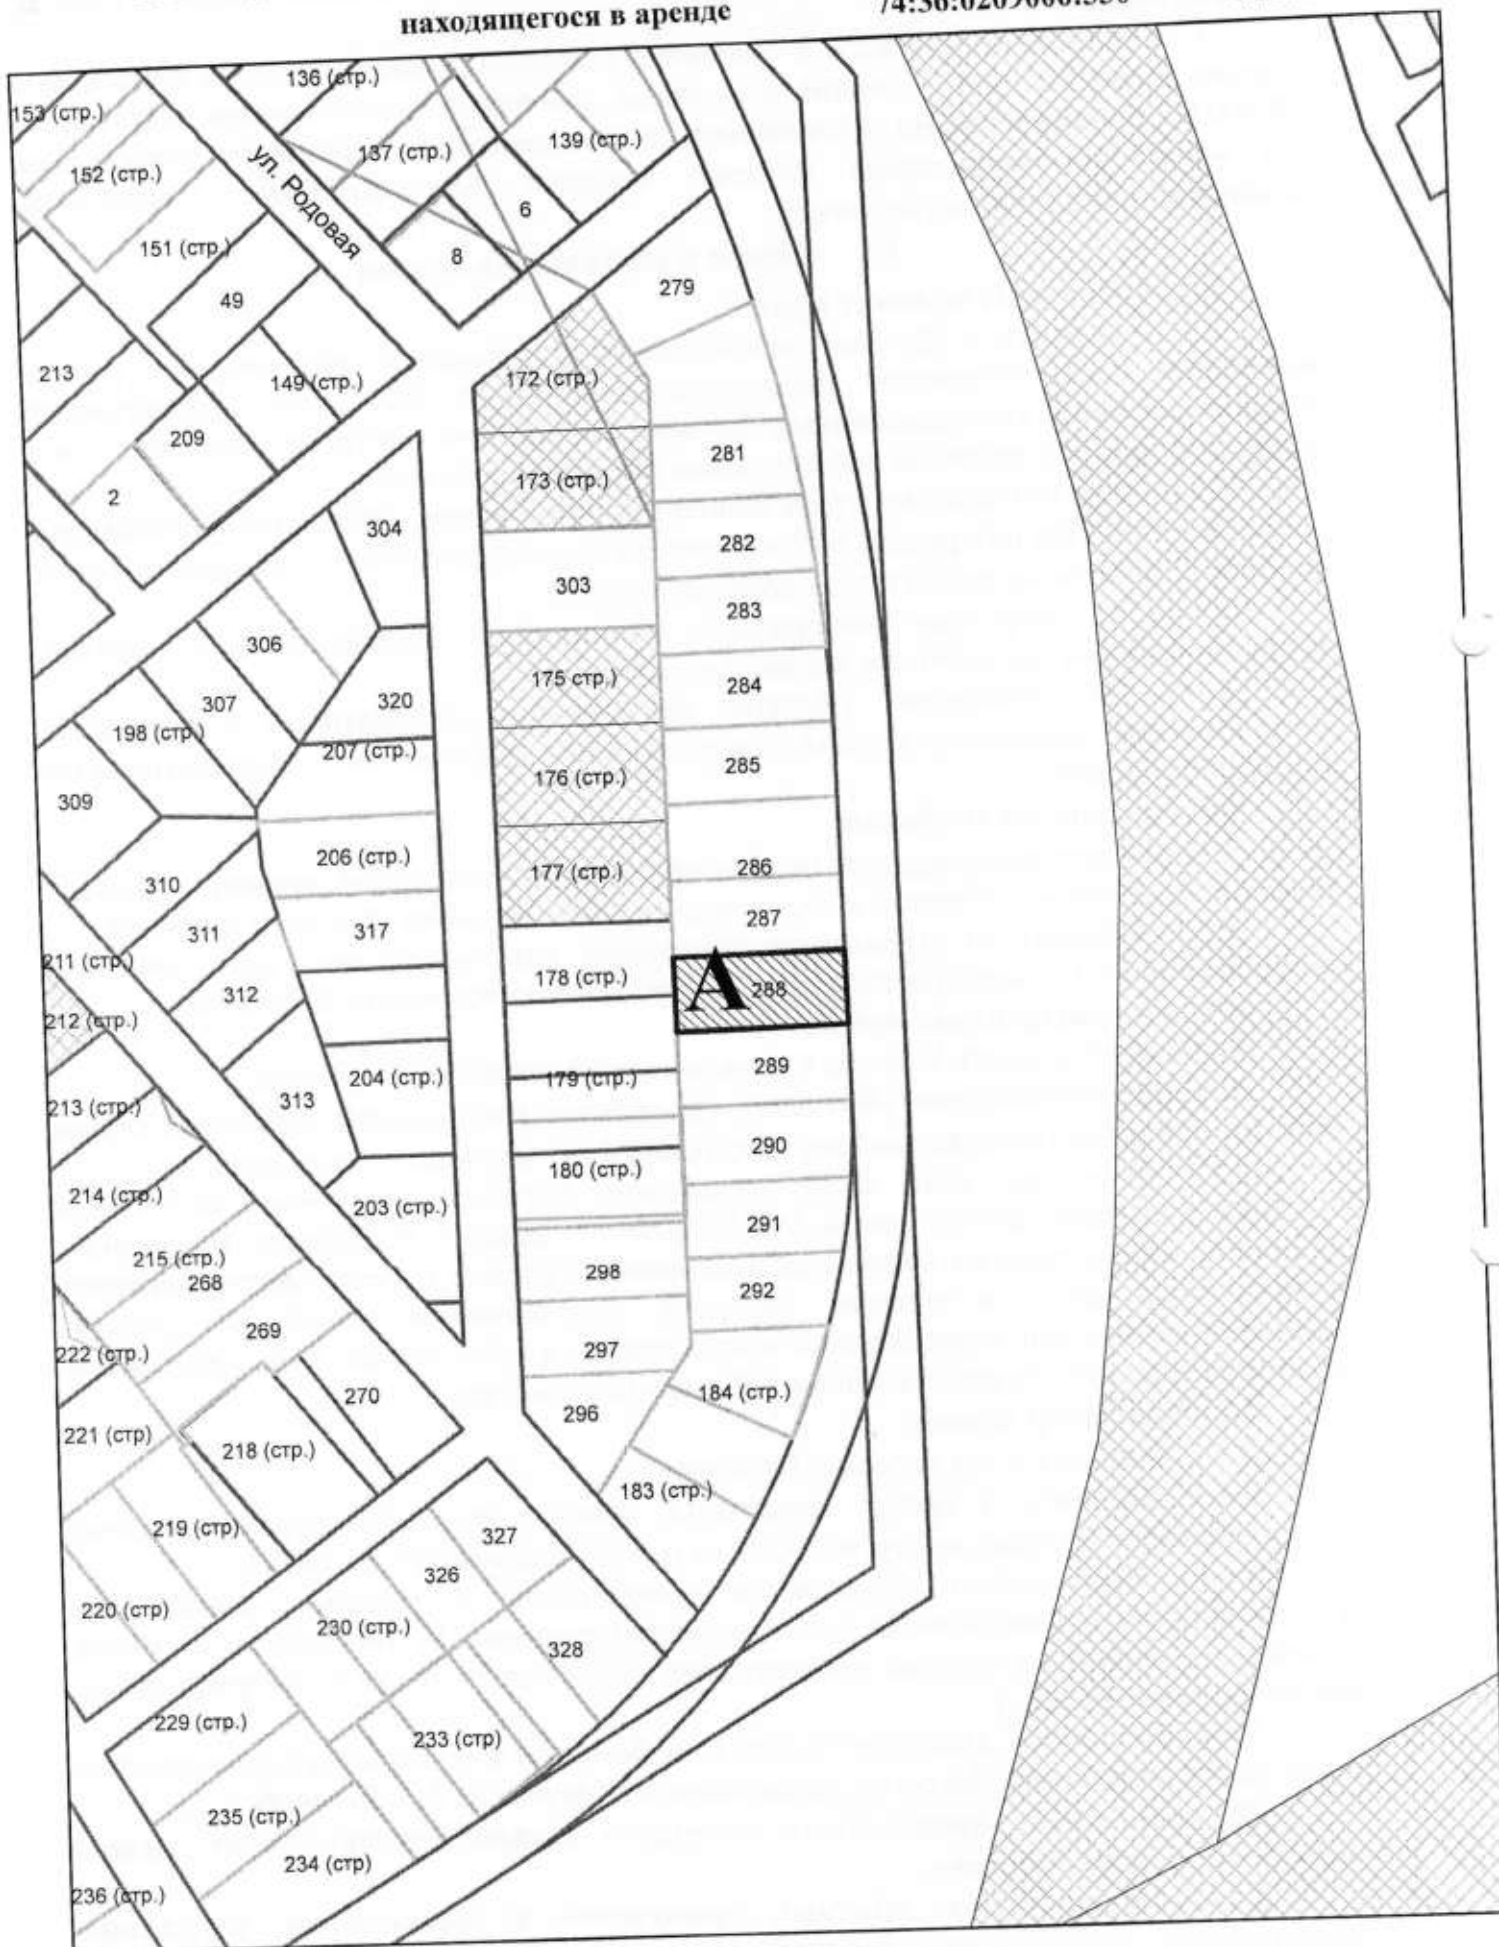 находящегося в аренде
136 (стр.)
153 (стр.)
137 (стр.)
139 (стр.)
152 (стр.)
ул. Родовая
6
151 (стр.)
8
279
49
213
149 (стр.)
172 (стр.)
209
281
173 (стр.)
2
304
282
303
283
306
175 стр.)
284
307
320
198 (стр.)
207 (стр.)
285
176 (стр.)
309
206 (стр.)
286
177 (стр.)
310
287
311
317
211 (стр.)
178 (стр.)
А
288
312
212 (стр.)
289
204 (стр.)
179 (стр.)
313
213 (стр.)
290
180 (стр.)
214 (стр.)
203 (стр.)
291
215 (стр.)
298
268
292
269
297
222 (стр.)
184 (стр.)
270
296
221 (стр)
218 (стр.)
183 (стр.)
219 (стр)
327
326
220 (стр)
230 (стр.)
328
229 (стр.)
233 (стр)
235 (стр.)
234 (стр)
236 (стр.)